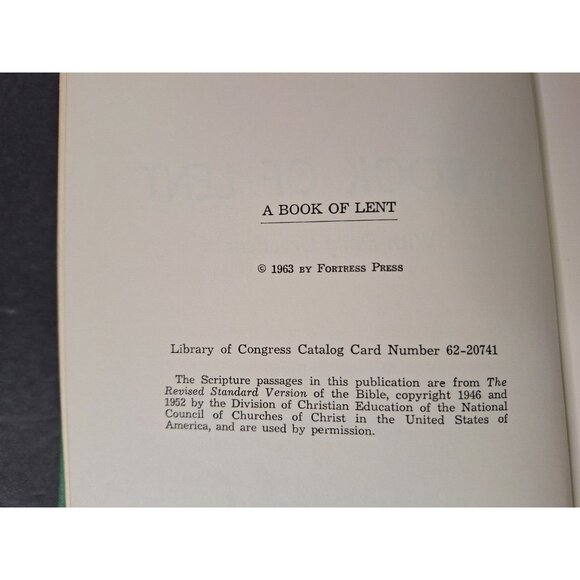 A BOOK OF LENT
© 1963 BY FORTRESS PRESS
Library of Congress Catalog Card Number 62-20741
The Scripture passages in this publication are from The
Revised Standard Version of the Bible, copyright 1946 and
1952 by the Division of Christian Education of the National
Council of Churches of Christ in the United States of
America, and are used by permission.